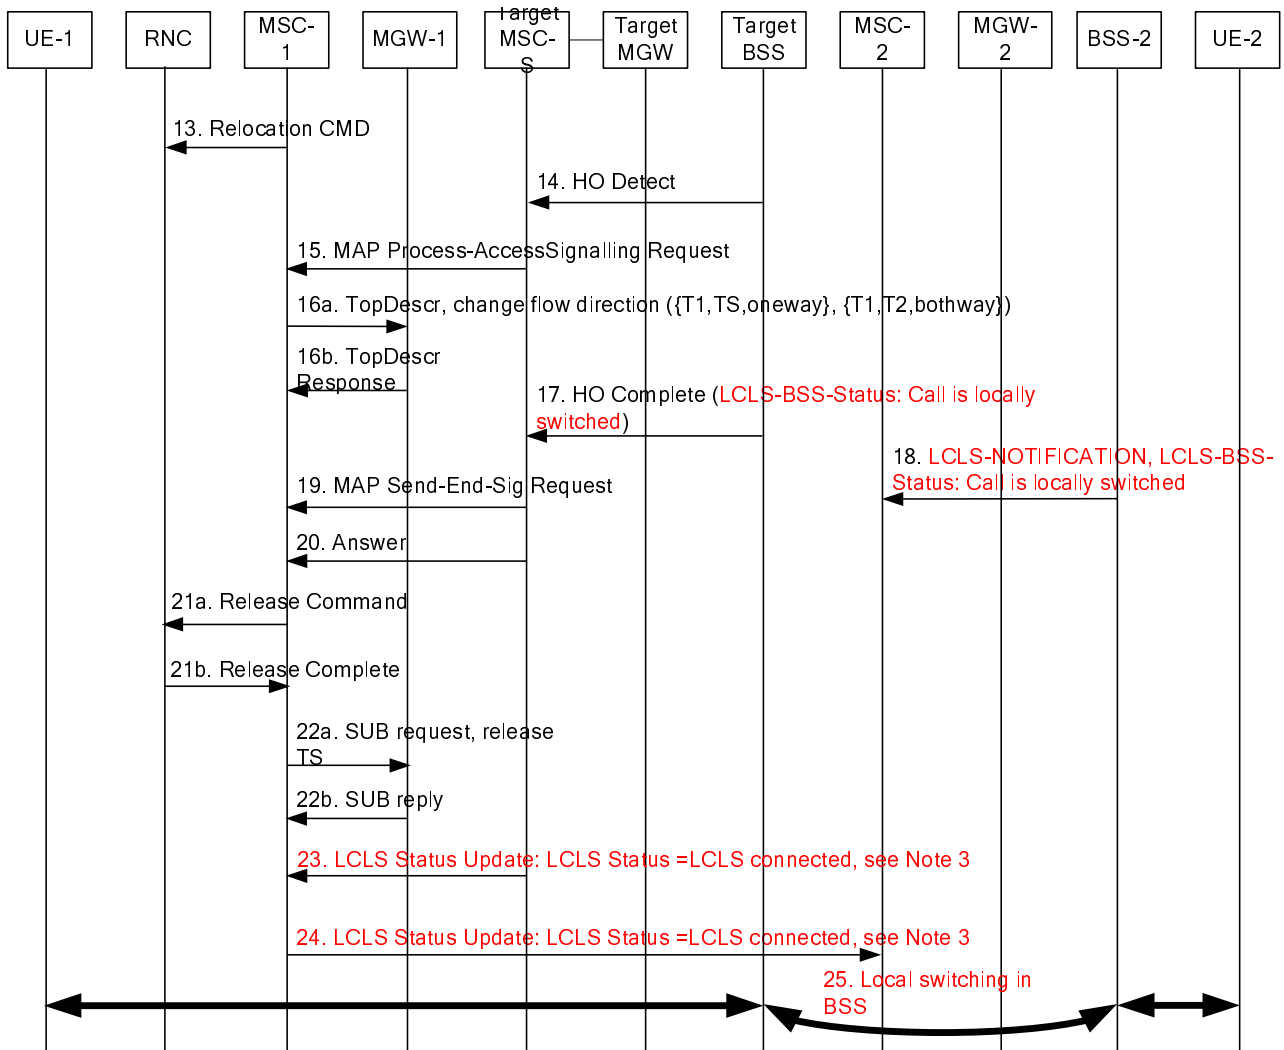 UE-1
RNC
MSC-
1
MGW-1
Target
MSC-
S
Target
MGW
Target
BSS
MSC-
2
MGW-
2
BSS-2
UE-2
13. Relocation CMD
14. HO Detect
15. MAP Process-AccessSignalling Request
16a. TopDescr, change flow direction ({T1,TS,oneway}, {T1,T2,bothway})
16b. TopDescr
Response
17. HO Complete (LCLS-BSS-Status: Call is locally
switched)
18. LCLS-NOTIFICATION, LCLS-BSS-
Status: Call is locally switched
19. MAP Send-End-Sig Request
20. Answer
21a. Release Command
21b. Release Complete
22a. SUB request, release
TS
22b. SUB reply
23. LCLS Status Update: LCLS Status =LCLS connected, see Note 3
24. LCLS Status Update: LCLS Status =LCLS connected, see Note 3
25. Local switching in
BSS